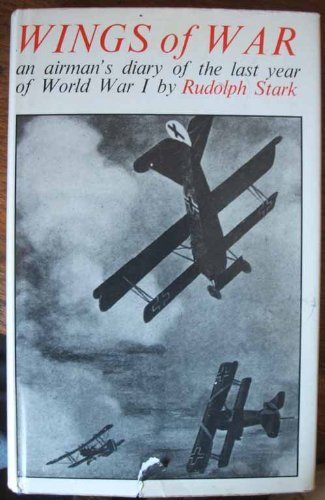 WINGS of WAR
an airman's diary of the last year
of World War I by Rudolph Stark